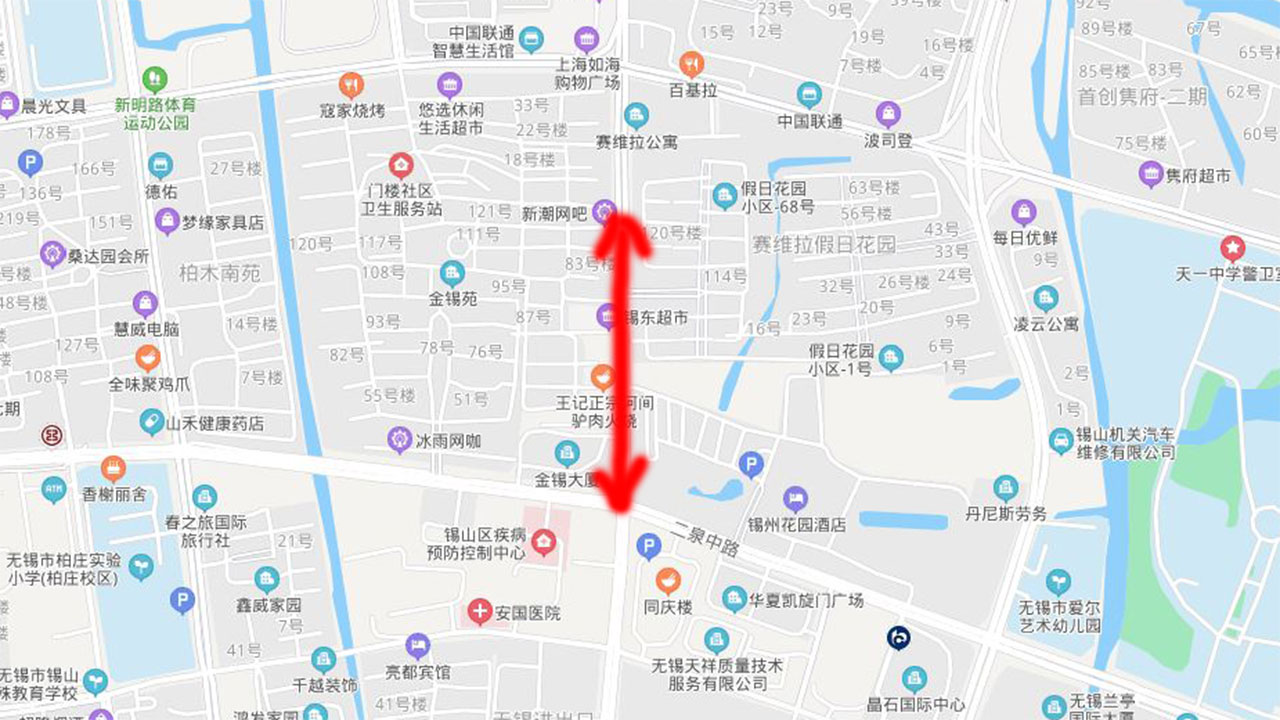 23号
9号
39号楼
92号
89号楼
67号
中国联通
智慧生活馆
15号
12号
19号
16号楼
65号
上海如海
购物广场
7号楼
4号
85号楼
83号
62号
首创隽府-二期
百基拉
晨光文具
新明路体育
运动公园
寇家烧烤
悠选休闲
生活超市
33号
22号楼
赛维拉公寓
中国联通
波司登
178号
75号楼
60号
18号楼
166号
德佑
27号楼
136号
门楼社区
卫生服务站
隽府超市
假日花园
小区-68号
63号楼
56号楼
219号
151号
梦缘家具店
121号
新潮网吧
111号
120号楼
43号
33号
每日优鲜
9号
120号
117号
赛维拉假日花园
桑达园会所
柏木南苑
108号
83号
114号
32号
26号楼
24号
天一中学警卫室
48号楼
金锡苑
95号
20号
慧威电脑
14号楼
93号
87号
锡东超市
16号
23号
9号
凌云公寓
127号
82号
78号
76号
假日花园
小区-1号
6号
1号
2号
108号
全味聚鸡爪
7号楼
55号楼
51号
王记正宗河间
驴肉火烧
1号
期
山禾健康药店
冰雨网咖
锡山机关汽车
维修有限公司
金锡大厦
ATM
香榭丽舍
春之旅国际
旅行社
21号
锡山区疾病
预防控制中心
二泉中路
锡州花园酒店
丹尼斯劳务
无锡市柏庄实验
小学(柏庄校区)
鑫威家园
7号
安国医院
同庆楼
华夏凯旋门广场
无锡市爱尔
艺术幼儿园
41号
无锡市锡山
殊教育学校
千越装饰
亮都宾馆
41号楼
无锡天祥质量技术
服务有限公司
晶石国际中心
无锡兰亭
国际大厦
鸿发家园
无锡进出口